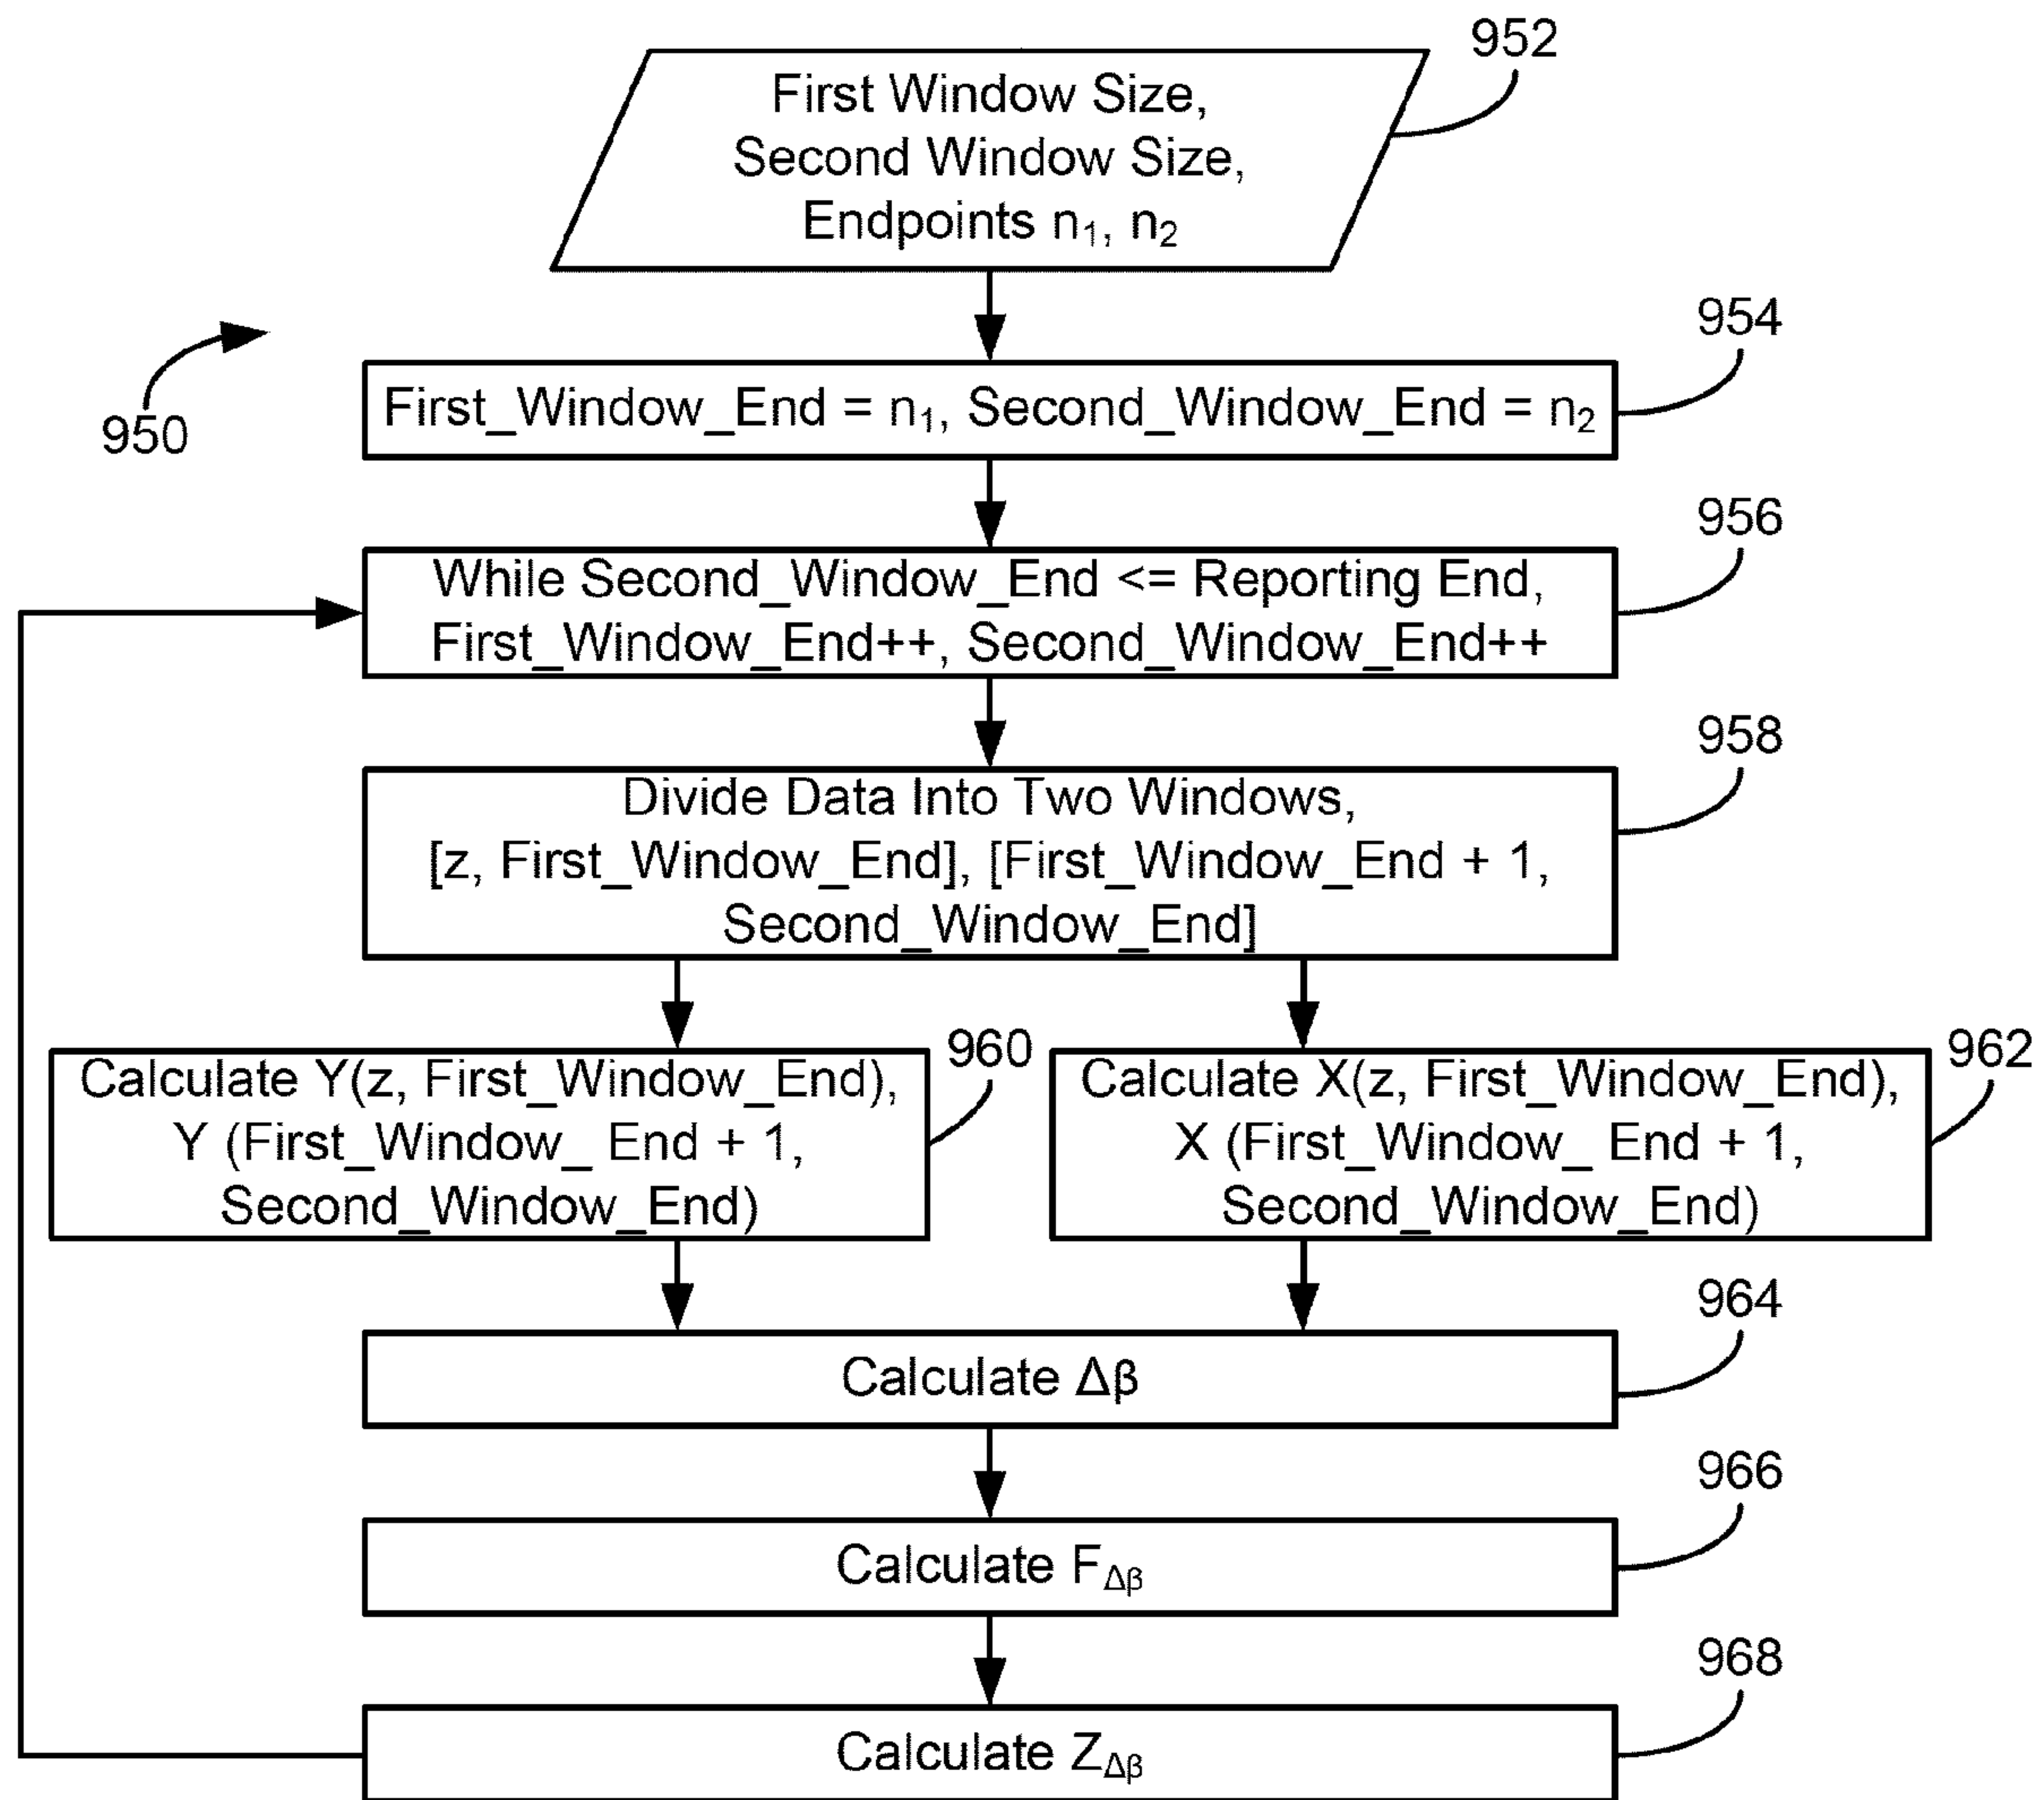 952
First Window Size,
Second Window Size,
Endpoints n₁, n₂
954
950
First_Window_End = n₁, Second_Window_End = n₂
956
While Second_Window_End <= Reporting End,
First_Window_End++, Second_Window_End++
958
Divide Data Into Two Windows,
[z, First_Window_End], [First_Window_End + 1,
Second_Window_End]
960
Calculate Y(z, First_Window_End),
Y (First_Window_ End + 1,
Second_Window_End)
962
Calculate X(z, First_Window_End),
X (First_Window_ End + 1,
Second_Window_End)
964
Calculate Δβ
966
Calculate F_Δβ
968
Calculate Z_Δβ